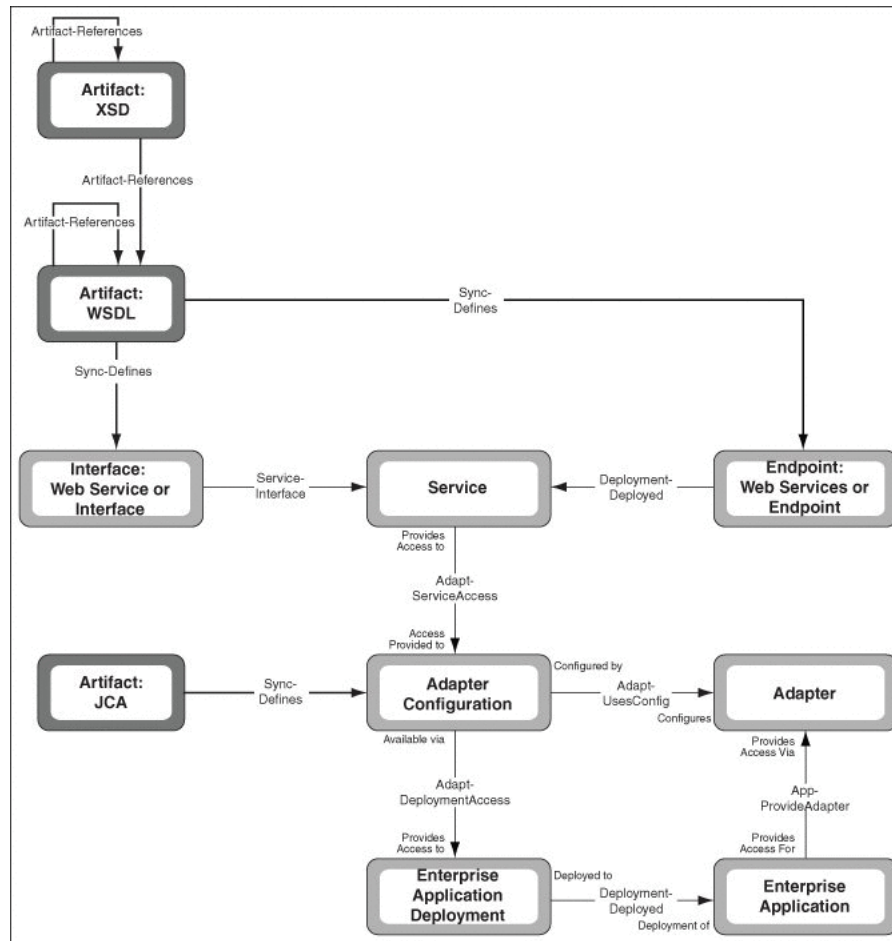 Artifact-References
Artifact:
XSD
Artifact-References
Artifact-References
Artifact:
WSDL
Sync-
Defines
Sync-Defines
Interface:
Web Service or
Interface
Service-
Interface
Service
Deployment-
Deployed
Endpoint:
Web Services or
Endpoint
Provides
Access to
Adapt-
ServiceAccess
Access
Provided to
Artifact:
JCA
Sync-
Defines
Adapter
Configuration
Configured by
Adapt-
UsesConfig
Configures
Adapter
Available via
Provides
Access Via
Adapt-
DeploymentAccess
App-
ProvideAdapter
Provides
Access to
Provides
Access For
Enterprise
Application
Deployment
Deployed to
Deployment-
Deployed
Deployment of
Enterprise
Application